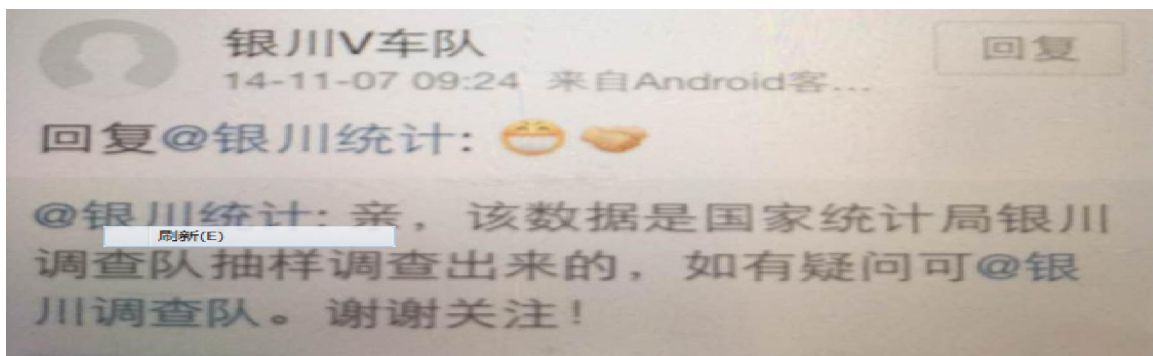 银川V车队
回复
14-11-07 09:24 来自Android客...
回复@银川统计:
@银川统计: 亲，该数据是国家统计局银川
刷新(E)
调查队抽样调查出来的，如有疑问可@银
川调查队。谢谢关注！